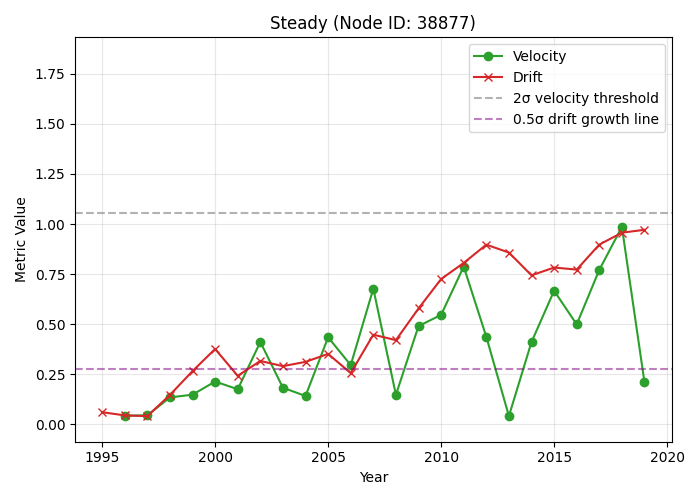 Steady (Node ID: 38877)
Velocity
Drift
2σ velocity threshold
0.5σ drift growth line
Metric Value
1.75
1.50
1.25
1.00
0.75
0.50
0.25
0.00
1995 2000 2005 2010 2015 2020
Year